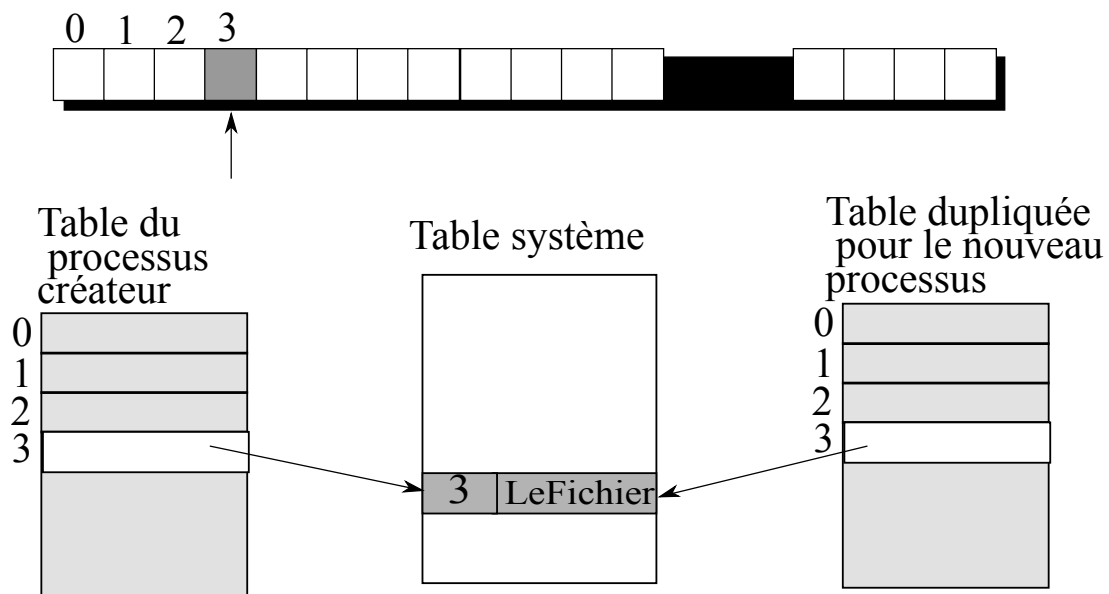 0 1 2 3
Table du
processus
créateur
0
1
2
3
Table système
3 LeFichier
Table dupliquée
pour le nouveau
processus
0
1
2
3